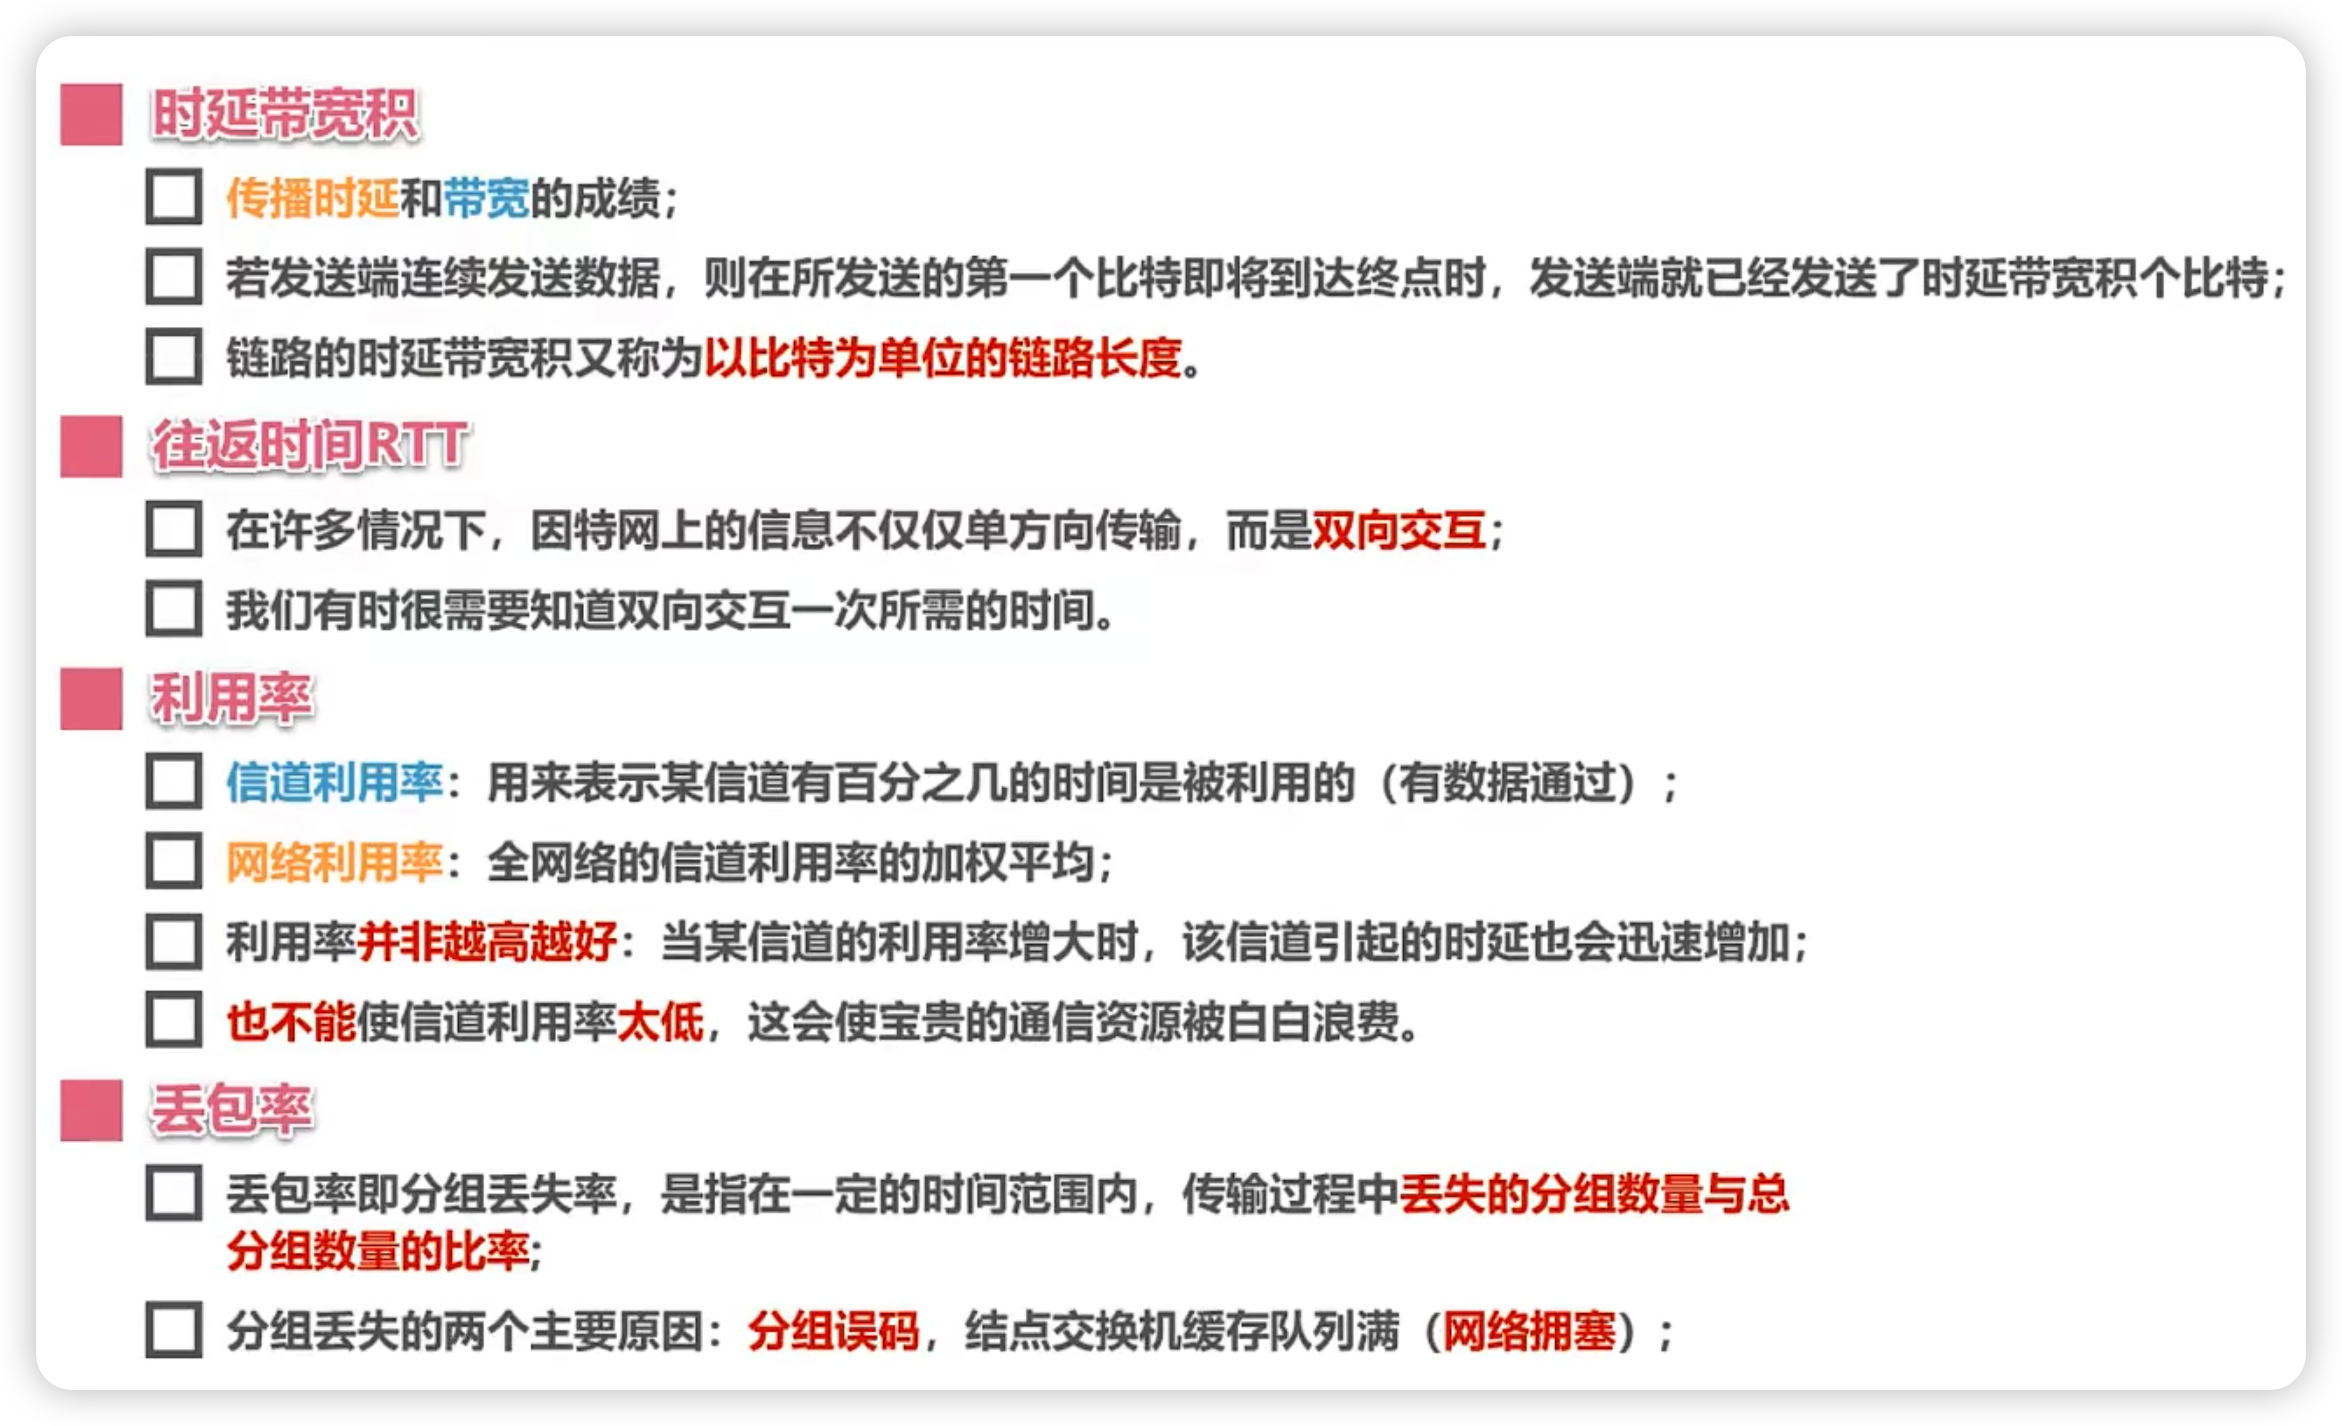 时延带宽积
传播时延和带宽的成绩；
若发送端连续发送数据，则在所发送的第一个比特即将到达终点时，发送端就已经发送了时延带宽积个比特；
链路的时延带宽积又称为以比特为单位的链路长度。
往返时间RTT
在许多情况下，因特网上的信息不仅仅单方向传输，而是双向交互；
我们有时很需要知道双向交互一次所需的时间。
利用率
信道利用率：用来表示某信道有百分之几的时间是被利用的（有数据通过）；
网络利用率：全网络的信道利用率的加权平均；
利用率并非越高越好：当某信道的利用率增大时，该信道引起的时延也会迅速增加；
也不能使信道利用率太低，这会使宝贵的通信资源被白白浪费。
丢包率
丢包率即分组丢失率，是指在一定的时间范围内，传输过程中丢失的分组数量与总
分组数量的比率;
分组丢失的两个主要原因：分组误码，结点交换机缓存队列满（网络拥塞）；